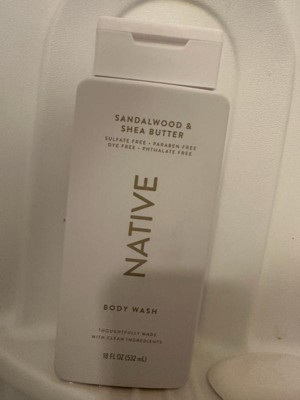 SANDALWOOD &
SHEA BUTTER
SULFATE FREE • PARABEN FREE
DYE FREE • PHTHALATE FREE
NATIVE
BODY WASH
THOUGHTFULLY MADE
WITH CLEAN INGREDIENTS
18 FL OZ (532 mL)